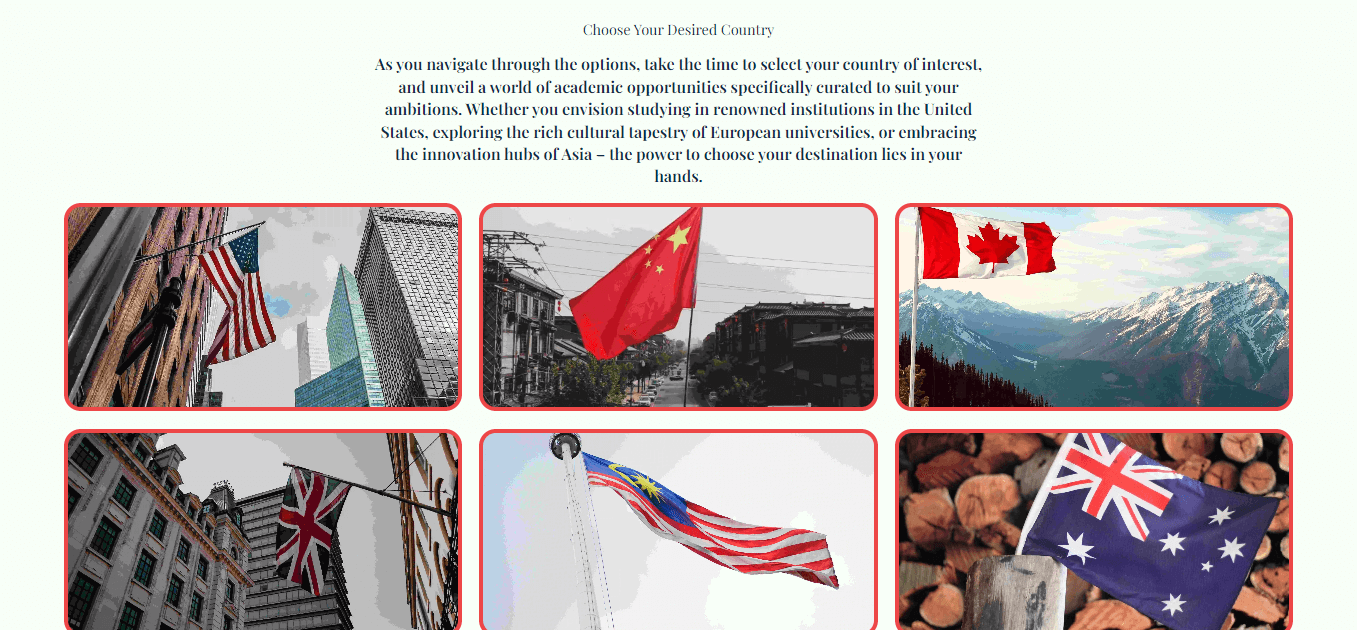 Choose Your Desired Country
As you navigate through the options, take the time to select your country of interest,
and unveil a world of academic opportunities specifically curated to suit your
ambitions. Whether you envision studying in renowned institutions in the United
States, exploring the rich cultural tapestry of European universities, or embracing
the innovation hubs of Asia – the power to choose your destination lies in your
hands.